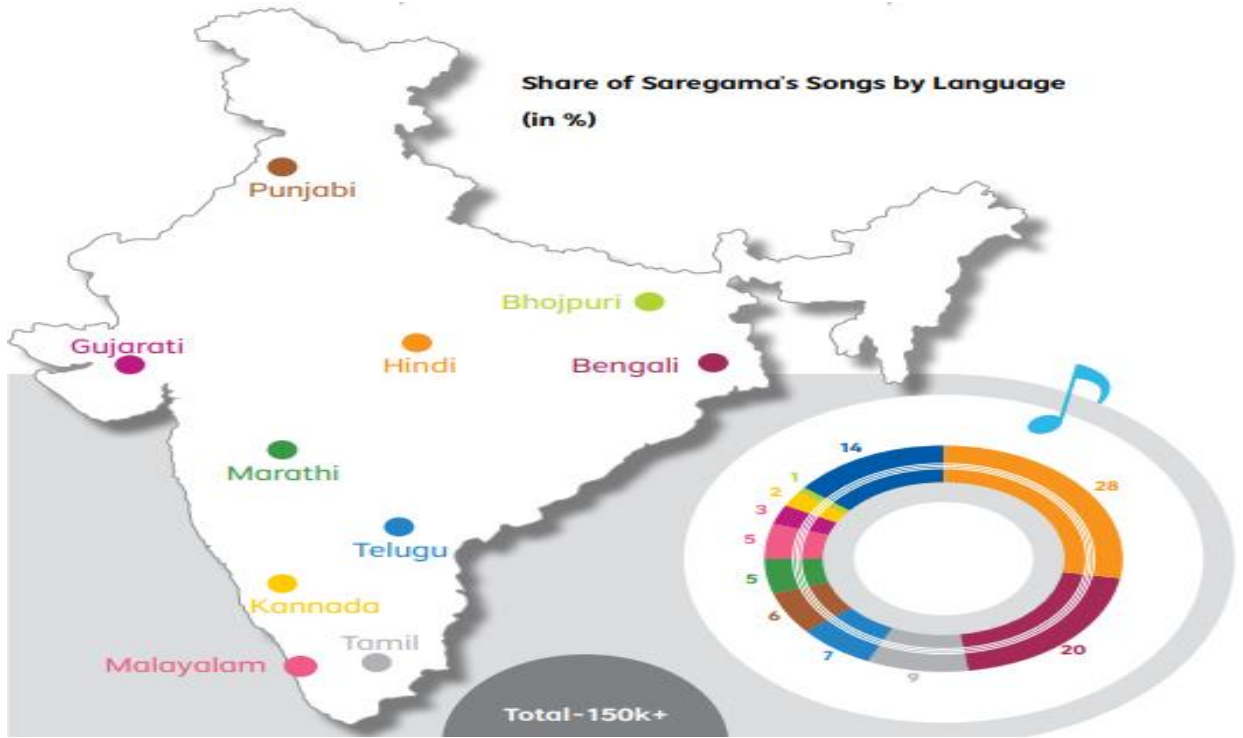 Share of Saregama's Songs by Language
(in %)
Punjabi
Bhojpuri
Gujarati
Hindi
Bengali
Marathi
Telugu
Kannada
Tamil
Malayalam
14
28
1
2
3
5
5
6
7
9
20
Total-150k+